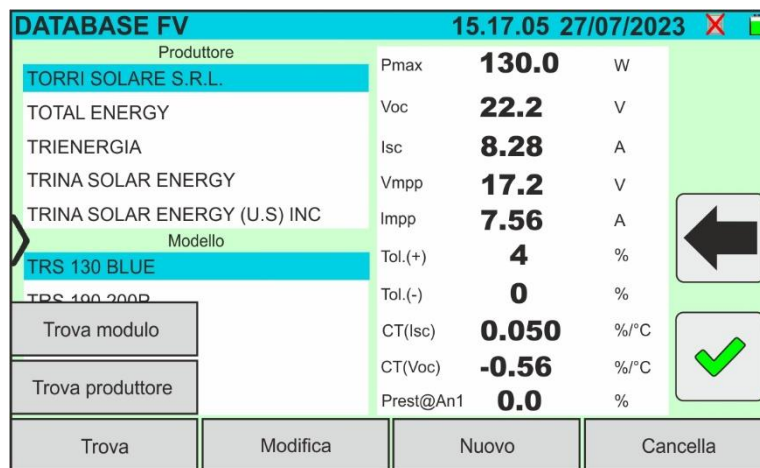 DATABASE FV 15.17.05 27/07/2023
Produttore
TORRI SOLARE S.R.L.
TOTAL ENERGY
TRIENERGIA
TRINA SOLAR ENERGY
TRINA SOLAR ENERGY (U.S) INC
Modello
TRS 130 BLUE
TRS 190 200P
Trova modulo
Trova produttore
Pmax 130.0 W
Voc 22.2 V
Isc 8.28 A
Vmpp 17.2 V
Impp 7.56 A
Tol.(+) 4 %
Tol.(-) 0 %
CT(Isc) 0.050 %/°C
CT(Voc) -0.56 %/°C
Prest@An1 0.0 %
Trova Modifica Nuovo Cancella